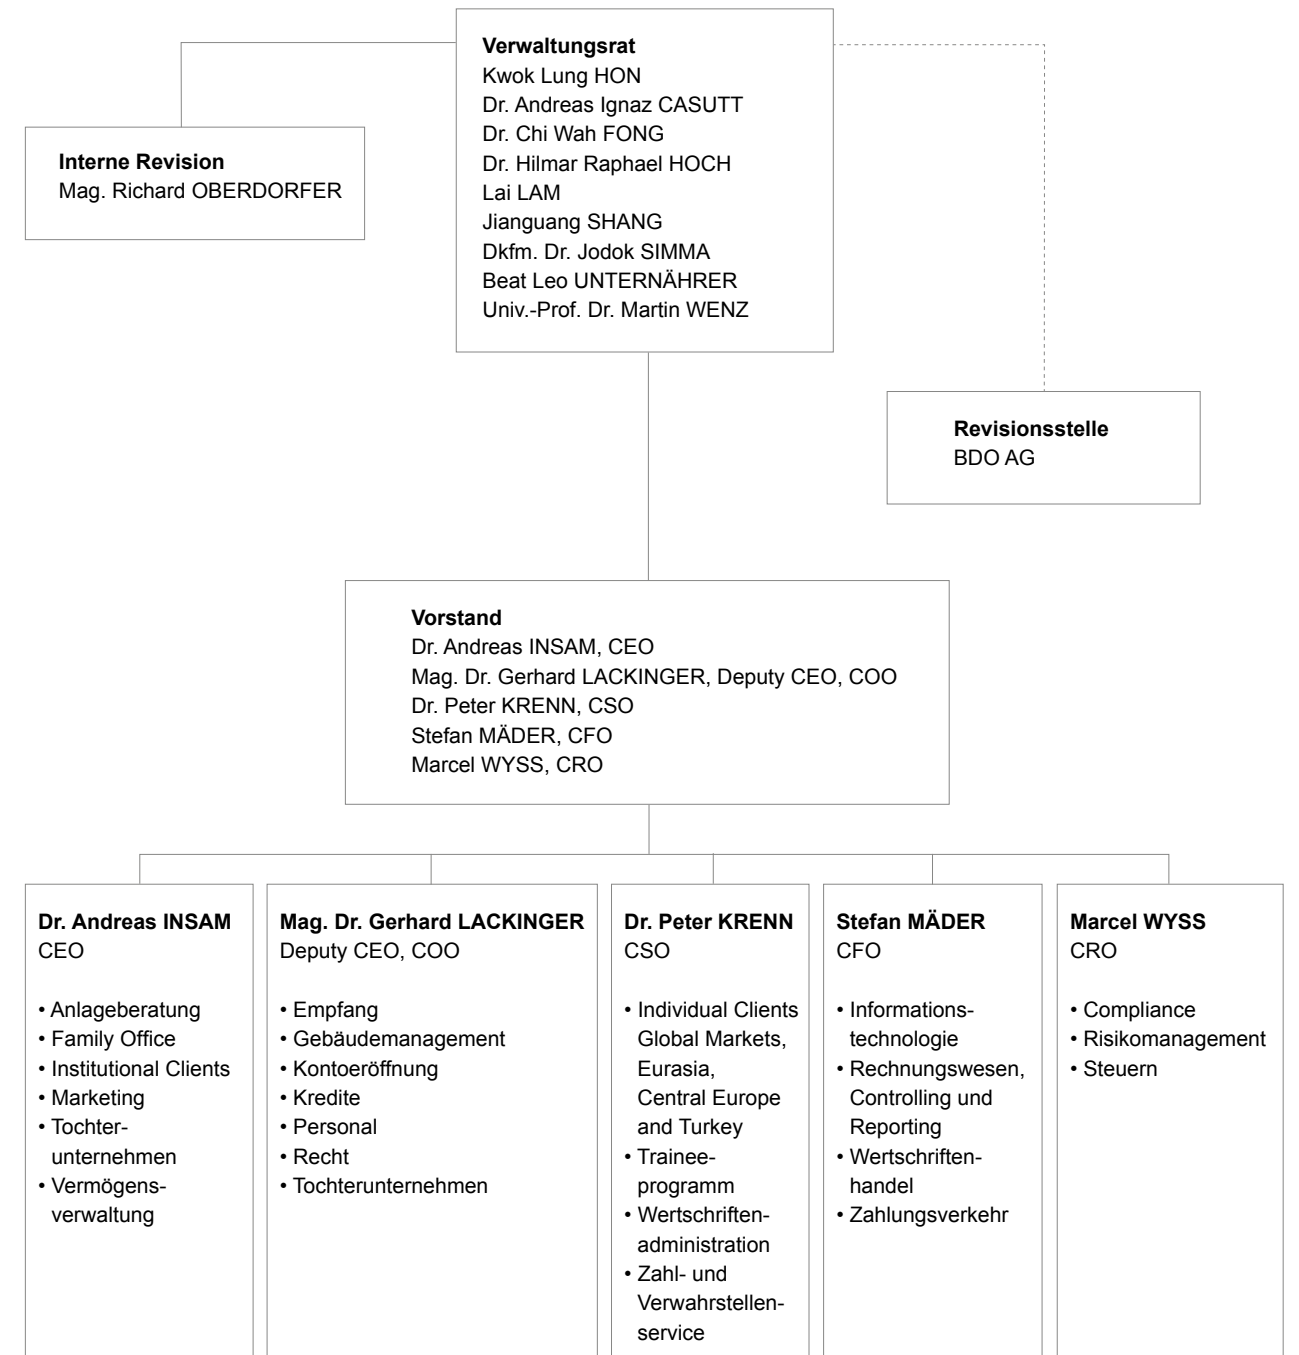 Verwaltungsrat
Kwok Lung HON
Dr. Andreas Ignaz CASUTT
Dr. Chi Wah FONG
Dr. Hilmar Raphael HOCH
Lai LAM
Jianguang SHANG
Dkfm. Dr. Jodok SIMMA
Beat Leo UNTERNÄHRER
Univ.-Prof. Dr. Martin WENZ
Interne Revision
Mag. Richard OBERDORFER
Revisionsstelle
BDO AG
Vorstand
Dr. Andreas INSAM, CEO
Mag. Dr. Gerhard LACKINGER, Deputy CEO, COO
Dr. Peter KRENN, CSO
Stefan MÄDER, CFO
Marcel WYSS, CRO
Dr. Andreas INSAM
CEO
• Anlageberatung
• Family Office
• Institutional Clients
• Marketing
• Tochter-
unternehmen
• Vermögens-
verwaltung
Mag. Dr. Gerhard LACKINGER
Deputy CEO, COO
• Empfang
• Gebäudemanagement
• Kontoeröffnung
• Kredite
• Personal
• Recht
• Tochterunternehmen
Dr. Peter KRENN
CSO
• Individual Clients
Global Markets,
Eurasia,
Central Europe
and Turkey
• Trainee-
programm
• Wertschriften-
administration
• Zahl- und
Verwahrstellen-
service
Stefan MÄDER
CFO
• Informations-
technologie
• Rechnungswesen,
Controlling und
Reporting
• Wertschriften-
handel
• Zahlungsverkehr
Marcel WYSS
CRO
• Compliance
• Risikomanagement
• Steuern